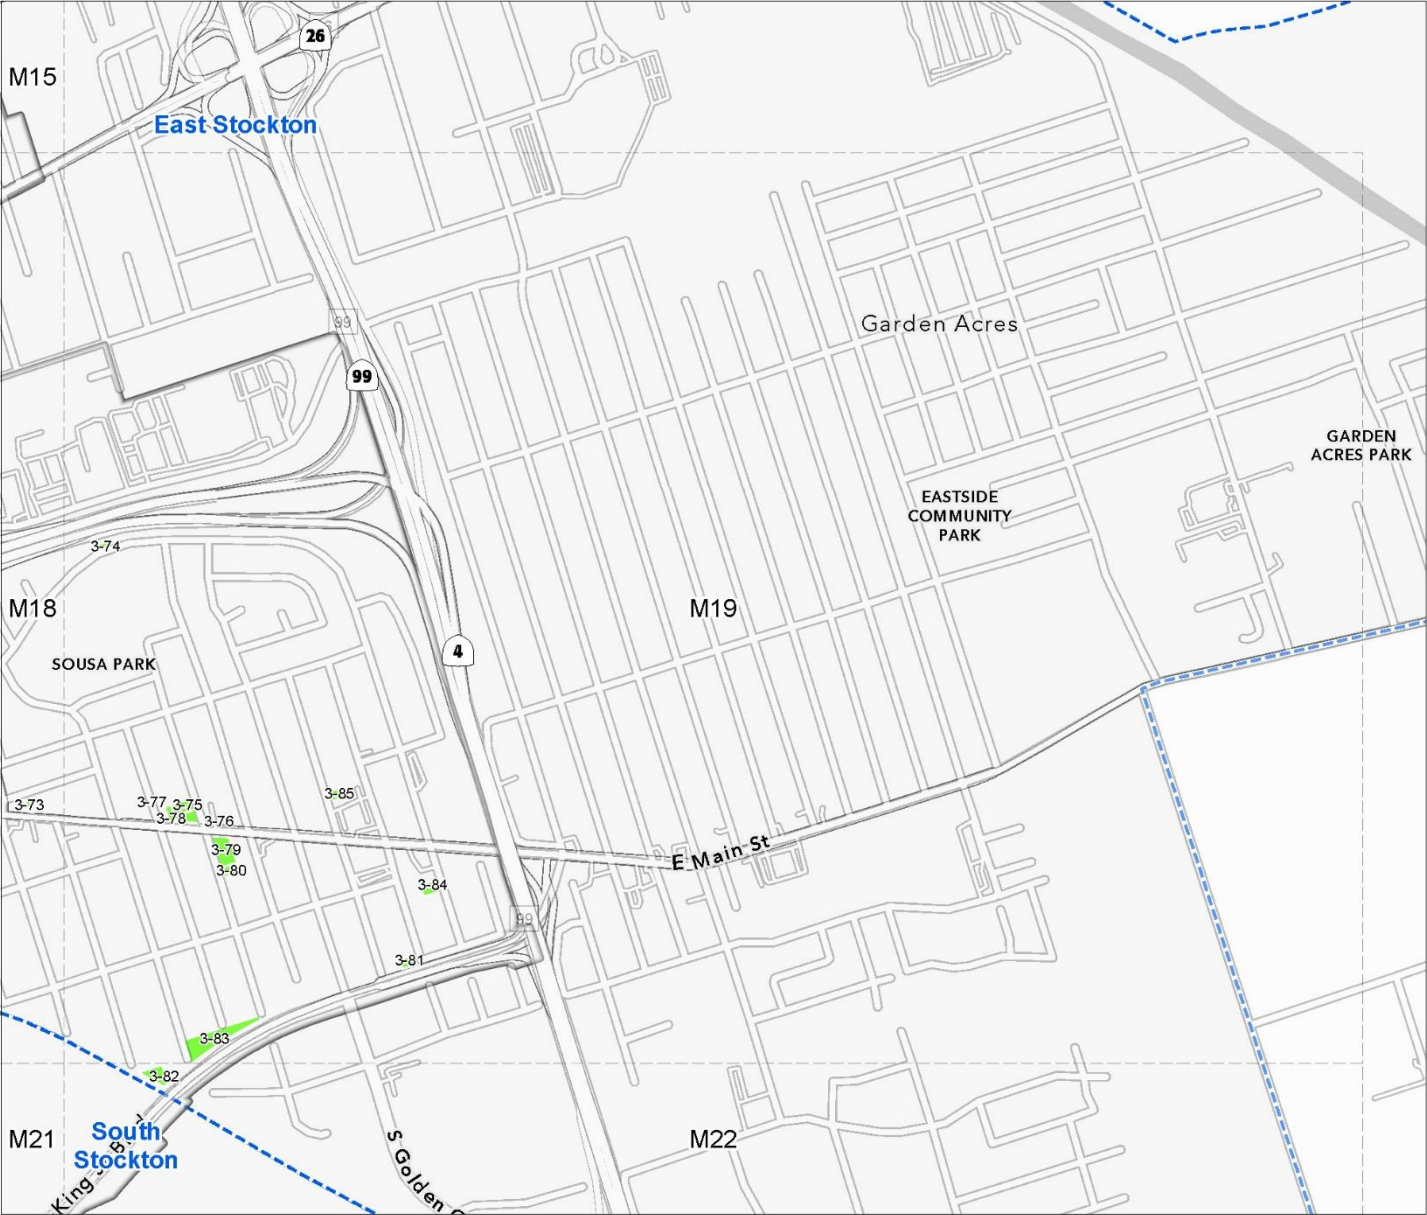 26
M15
East Stockton
99
Garden Acres
99
GARDEN
ACRES PARK
EASTSIDE
COMMUNITY
PARK
3-74
M18
M19
4
SOUSA PARK
3-85
3-77
3-75
3-73
3-78
3-76
E Main St
3-79
3-80
3-84
99
3-81
3-83
3-82
South
Stockton
M21
M22
King
S Golden